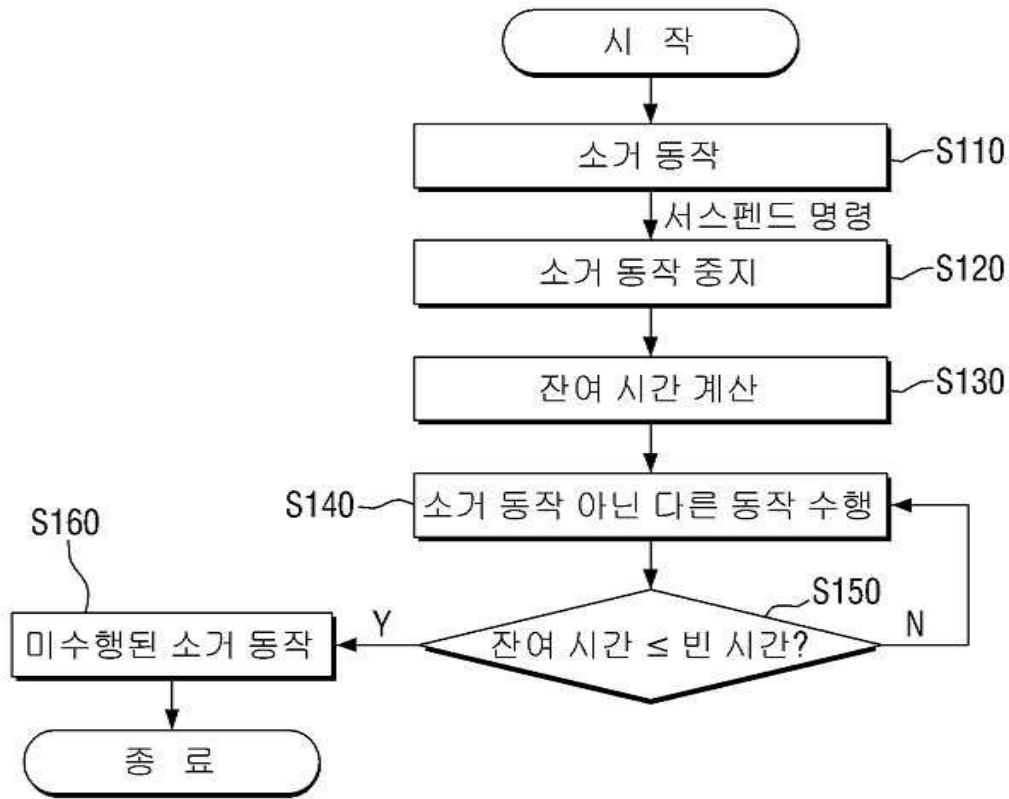 시 작
소거 동작
S110
서스펜드 명령
소거 동작 중지
S120
잔여 시간 계산
S130
S140
소거 동작 아닌 다른 동작 수행
S160
S150
미수행된 소거 동작
Y
잔여 시간 ≤ 빈 시간?
N
종 료